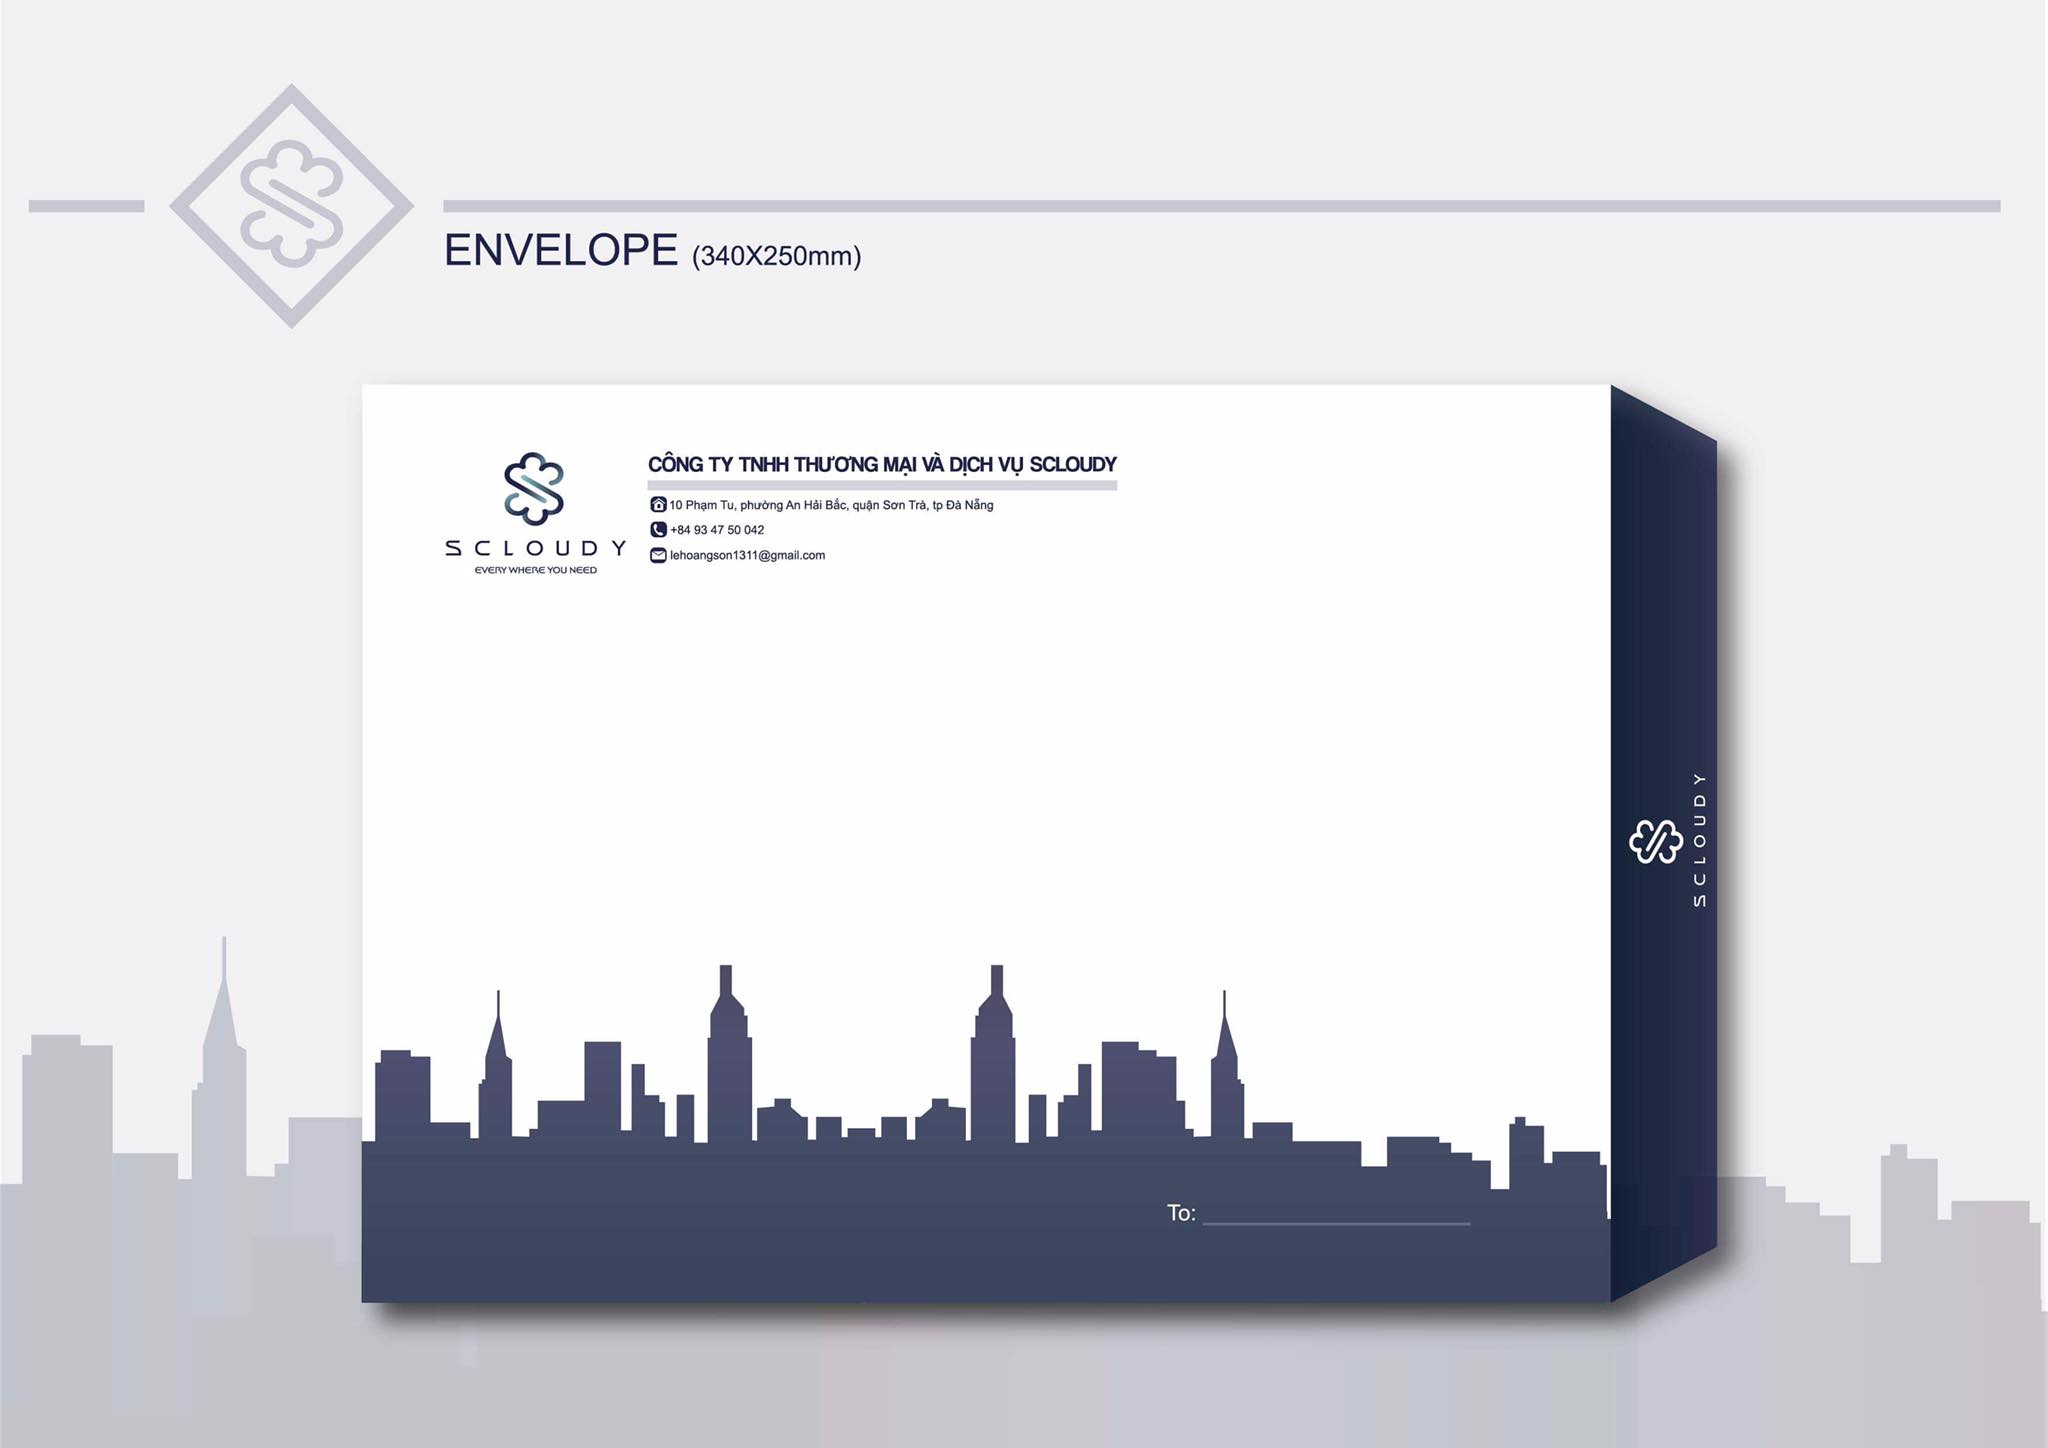 ENVELOPE (340X250mm)
CÔNG TY TNHH THƯƠNG MẠI VÀ DỊCH VỤ SCLOUDY
10 Phạm Tu, phường An Hải Bắc, quận Sơn Trà, tp Đà Nẵng
+84 93 47 50 042
lehoangson1311@gmail.com
SCLOUDY
EVERY WHERE YOU NEED
SCLOUDY
To: